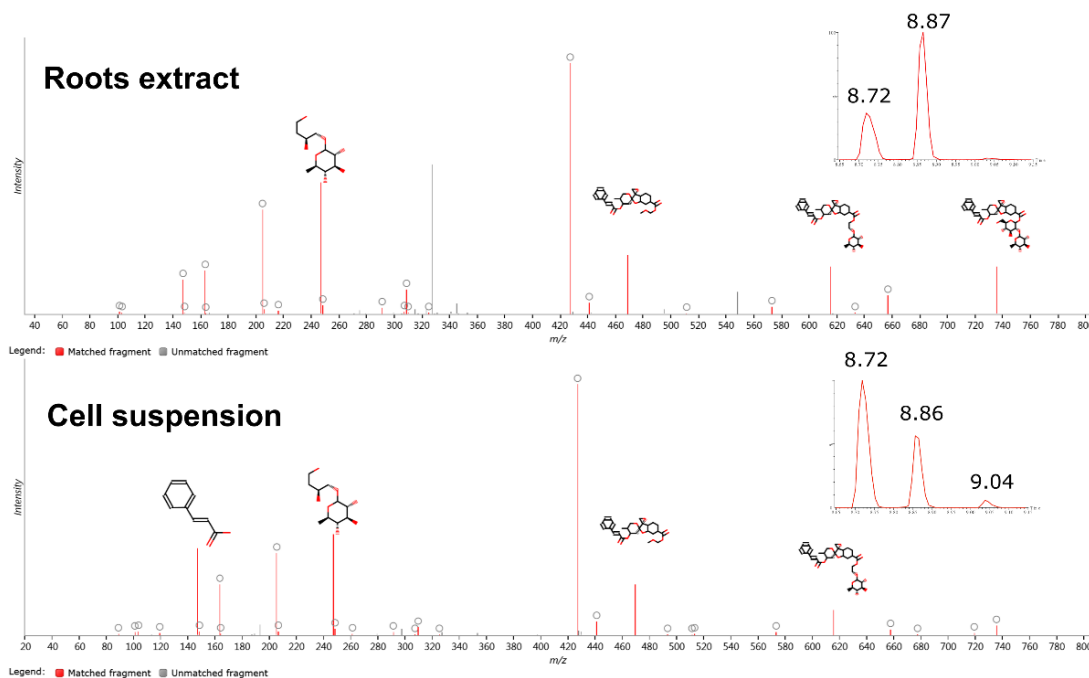 Roots extract
8.87
8.72
Intensity
40 60 80 100 120 140 160 180 200 220 240 260 280 300 320 340 360 380 400 420 440 460 480 500 520 540 560 580 600 620 640 660 680 700 720 740 760 780 800
m/z
Legend: Matched fragment Unmatched fragment
Cell suspension
8.72
8.86
9.04
Intensity
20 40 60 80 100 120 140 160 180 200 220 240 260 280 300 320 340 360 380 400 420 440 460 480 500 520 540 560 580 600 620 640 660 680 700 720 740 760 780 800
m/z
Legend: Matched fragment Unmatched fragment